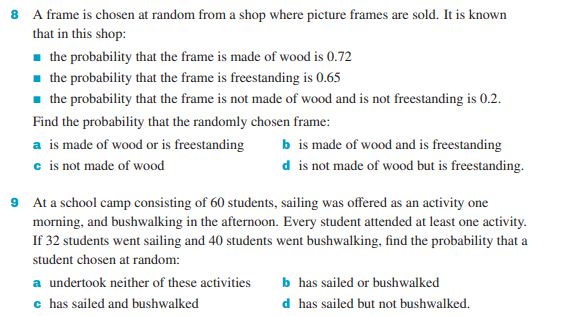 8 A frame is chosen at random from a shop where picture frames are sold. It is known
that in this shop:
■ the probability that the frame is made of wood is 0.72
■ the probability that the frame is freestanding is 0.65
■ the probability that the frame is not made of wood and is not freestanding is 0.2.
Find the probability that the randomly chosen frame:
a is made of wood or is freestanding b is made of wood and is freestanding
c is not made of wood d is not made of wood but is freestanding.
9 At a school camp consisting of 60 students, sailing was offered as an activity one
morning, and bushwalking in the afternoon. Every student attended at least one activity.
If 32 students went sailing and 40 students went bushwalking, find the probability that a
student chosen at random:
a undertook neither of these activities b has sailed or bushwalked
c has sailed and bushwalked d has sailed but not bushwalked.